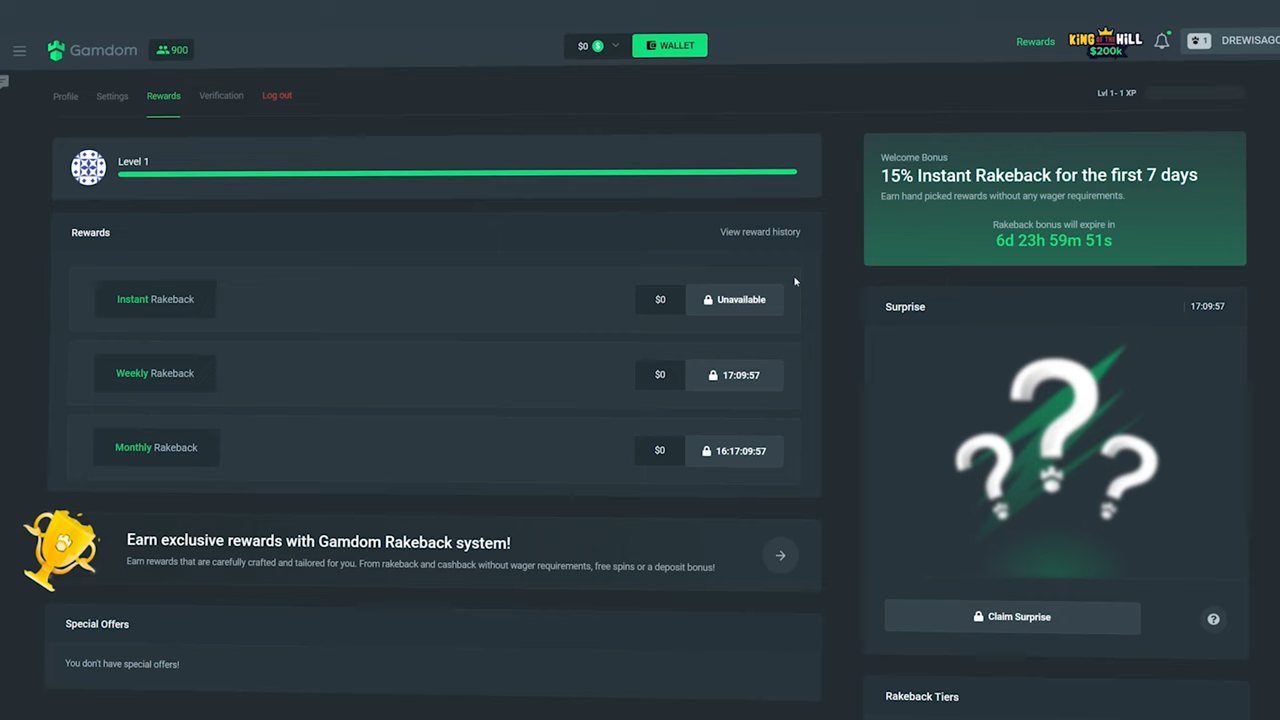 Gamdom
900
$0
WALLET
Rewards
KING OF THE HILL
$200k
1
DREWISAGO
Profile
Settings
Rewards
Verification
Log out
Lvl 1- 1 XP
Level 1
Rewards
View reward history
Instant Rakeback
$0
Unavailable
Weekly Rakeback
$0
17:09:57
Monthly Rakeback
$0
16:17:09:57
Earn exclusive rewards with Gamdom Rakeback system!
Earn rewards that are carefully crafted and tailored for you. From rakeback and cashback without wager requirements, free spins or a deposit bonus!
Special Offers
You don't have special offers!
Welcome Bonus
15% Instant Rakeback for the first 7 days
Earn hand picked rewards without any wager requirements.
Rakeback bonus will expire in
6d 23h 59m 51s
Surprise
17:09:57
???
Claim Surprise
?
Rakeback Tiers